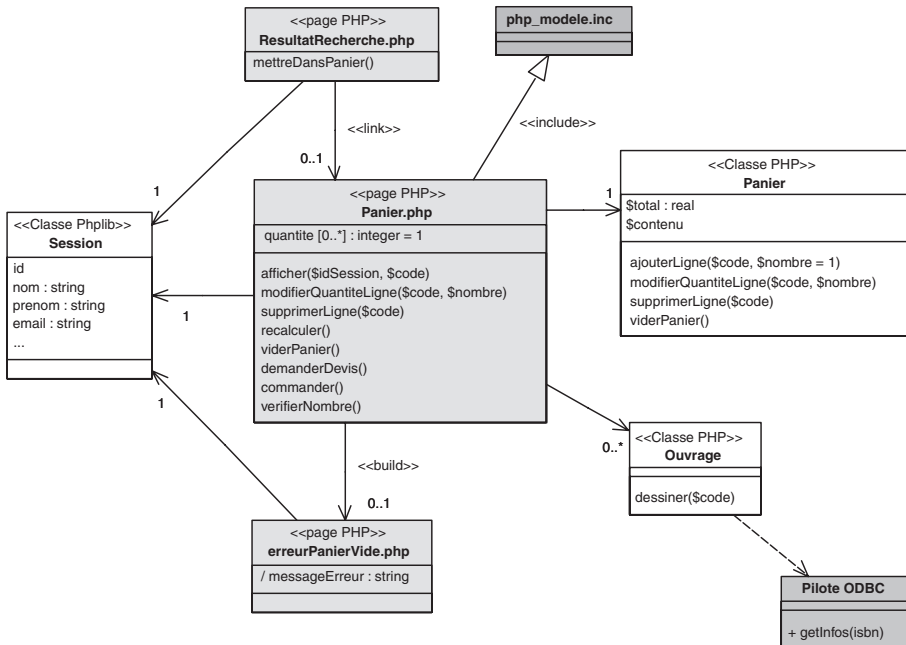 <<page PHP>>
ResultatRecherche.php
mettreDansPanier()
php_modele.inc
<<link>>
<<include>>
0..1
1
<<page PHP>>
Panier.php
quantite [0..*] : integer = 1
afficher($idSession, $code)
modifierQuantiteLigne($code, $nombre)
supprimerLigne($code)
recalculer()
viderPanier()
demanderDevis()
commander()
verifierNombre()
1
<<Classe PHP>>
Panier
$total : real
$contenu
ajouterLigne($code, $nombre = 1)
modifierQuantiteLigne($code, $nombre)
supprimerLigne($code)
viderPanier()
<<Classe Phplib>>
Session
id
nom : string
prenom : string
email : string
...
1
1
<<build>>
0..1
0..*
<<Classe PHP>>
Ouvrage
dessiner($code)
<<page PHP>>
erreurPanierVide.php
/ messageErreur : string
Pilote ODBC
+ getInfos(isbn)